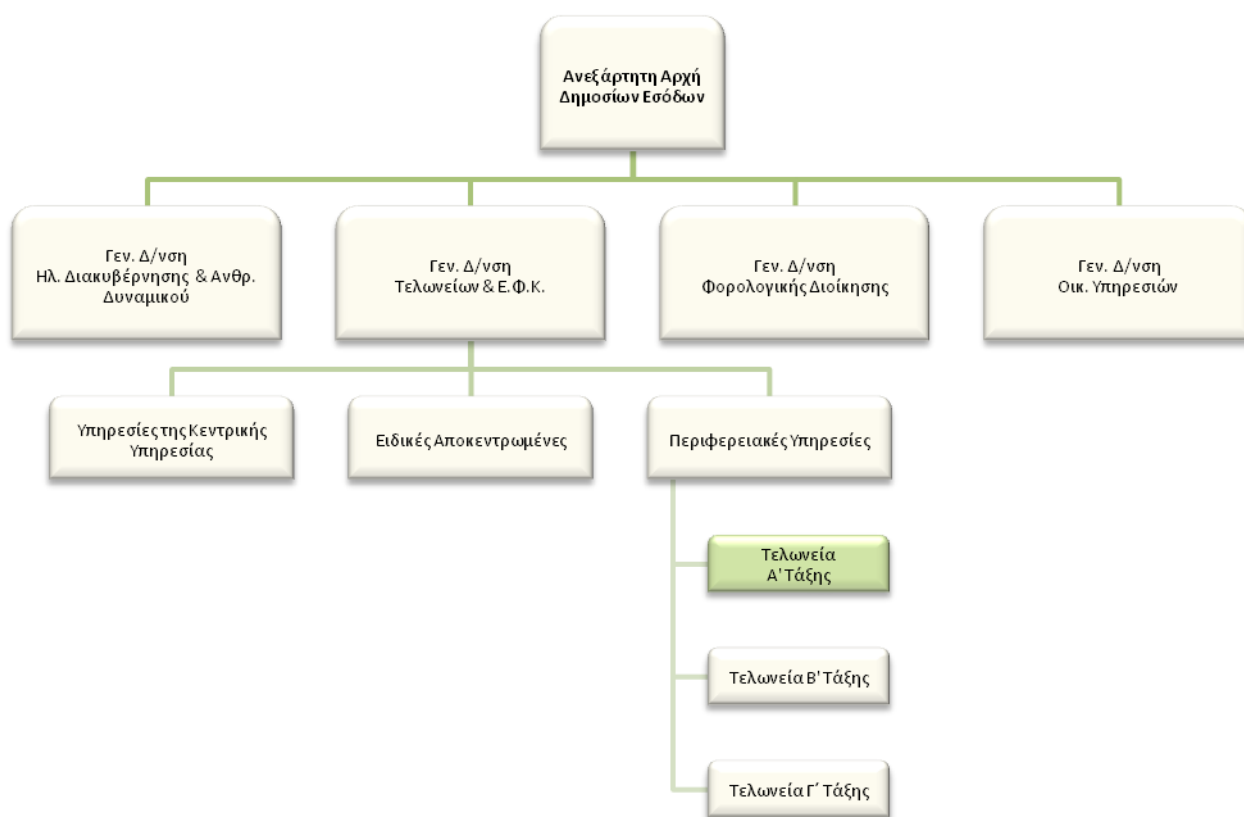 Ανεξάρτητη Αρχή
Δημοσίων Εσόδων
Γεν. Δ/νση
Ηλ. Διακυβέρνησης & Ανθρ.
Δυναμικού
Γεν. Δ/νση
Τελωνείων & Ε.Φ.Κ.
Γεν. Δ/νση
Φορολογικής Διοίκησης
Γεν. Δ/νση
Οικ. Υπηρεσιών
Υπηρεσίες της Κεντρικής
Υπηρεσίας
Ειδικές Αποκεντρωμένες
Περιφερειακές Υπηρεσίες
Τελωνεία
Α' Τάξης
Τελωνεία Β' Τάξης
Τελωνεία Γ΄ Τάξης